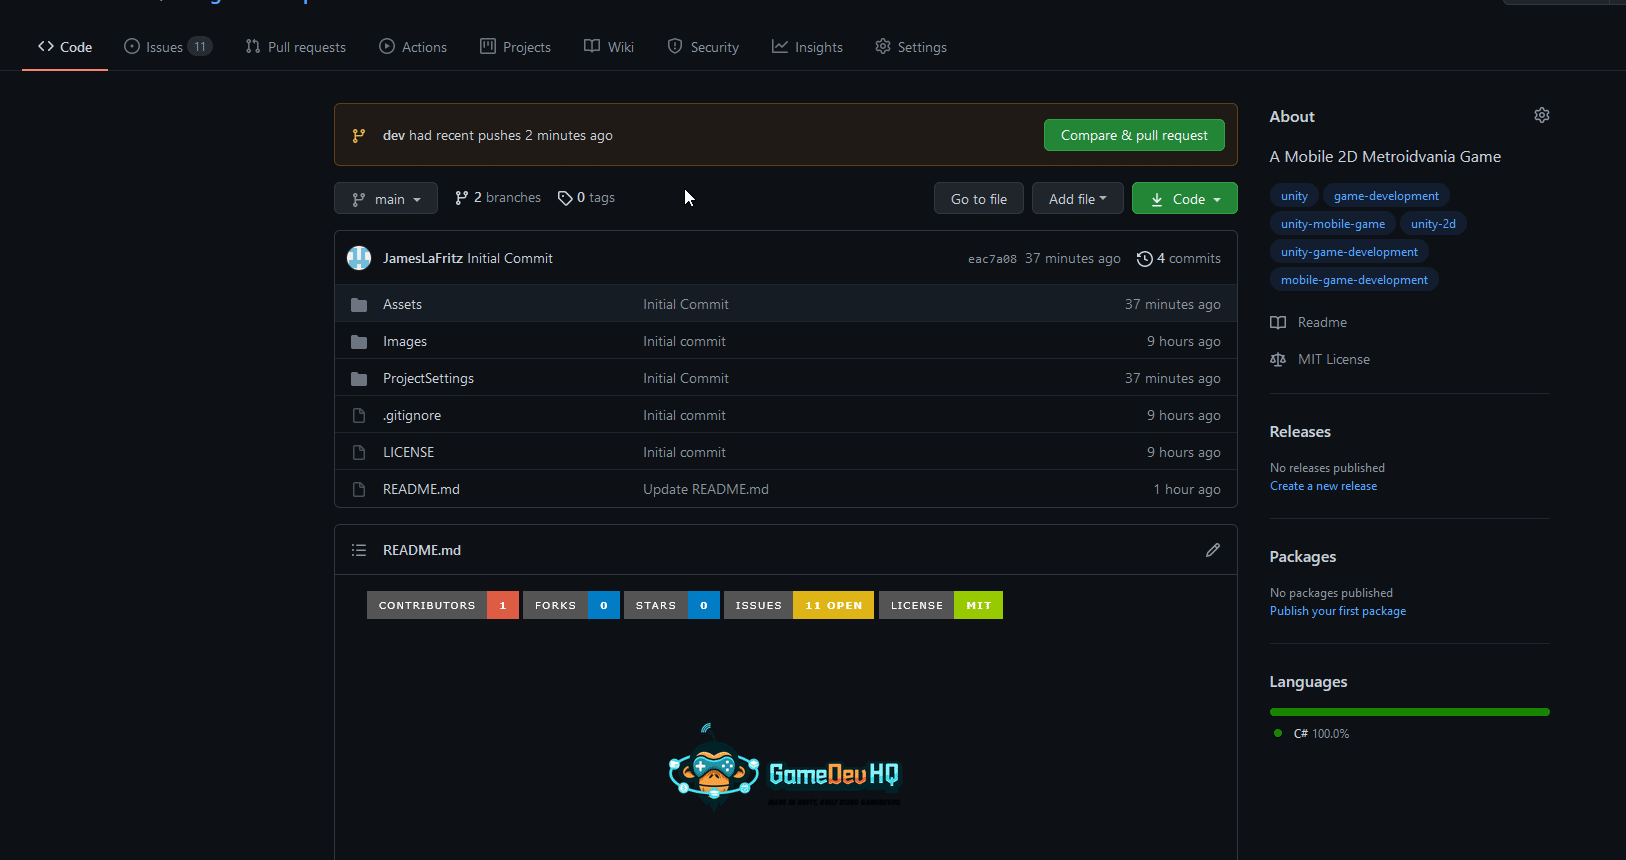 Code Issues 11 Pull requests Actions Projects Wiki Security Insights Settings
dev had recent pushes 2 minutes ago Compare & pull request
main 2 branches 0 tags Go to file Add file Code
JamesLaFritz Initial Commit eac7a08 37 minutes ago 4 commits
Assets Initial Commit 37 minutes ago
Images Initial commit 9 hours ago
ProjectSettings Initial Commit 37 minutes ago
.gitignore Initial commit 9 hours ago
LICENSE Initial commit 9 hours ago
README.md Update README.md 1 hour ago
README.md
CONTRIBUTORS 1 FORKS 0 STARS 0 ISSUES 11 OPEN LICENSE MIT
GameDevHQ
About
A Mobile 2D Metroidvania Game
unity game-development
unity-mobile-game unity-2d
unity-game-development
mobile-game-development
Readme
MIT License
Releases
No releases published
Create a new release
Packages
No packages published
Publish your first package
Languages
C# 100.0%